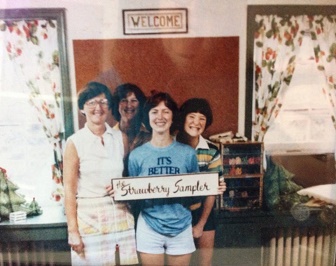 WELCOME
IT'S
BETTER
the Strawberry Sampler